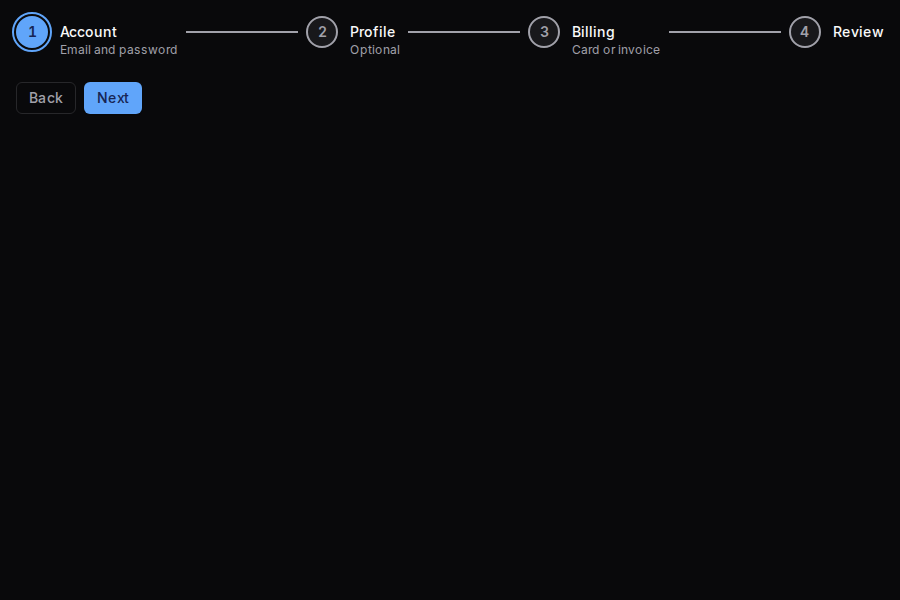 1 Account
Email and password
2 Profile
Optional
3 Billing
Card or invoice
4 Review
Back
Next